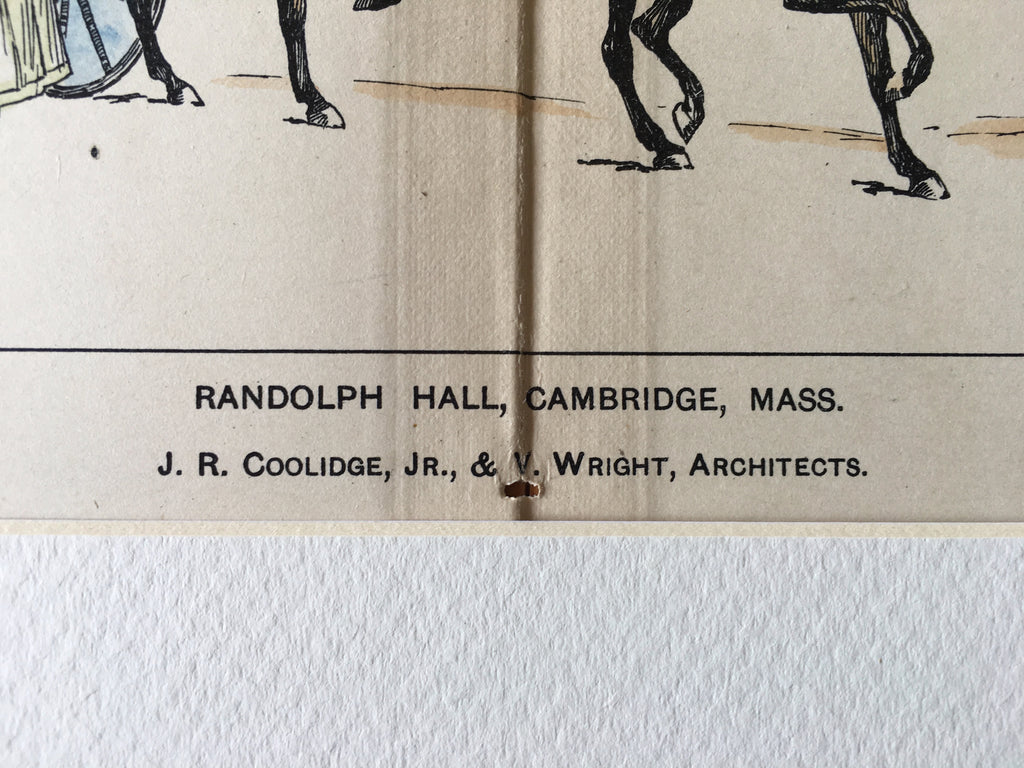 RANDOLPH HALL, CAMBRIDGE, MASS.
J. R. COOLIDGE, JR., & V. WRIGHT, ARCHITECTS.